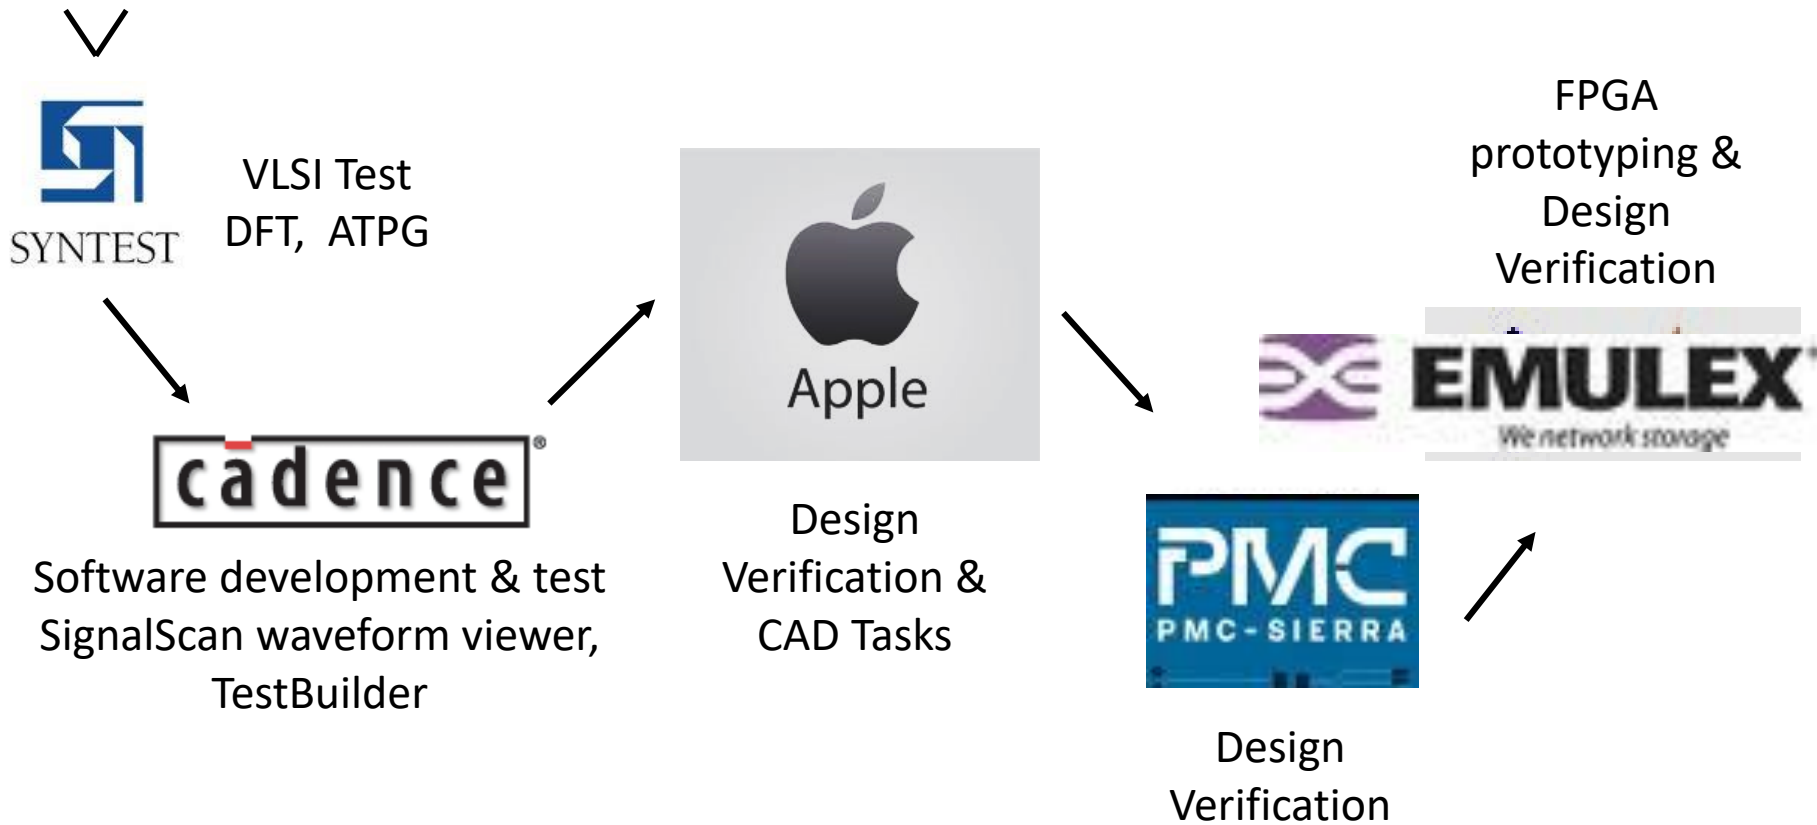 SYNTEST
VLSI Test
DFT, ATPG
cadence®
Software development & test
SignalScan waveform viewer,
TestBuilder
Apple
Design
Verification &
CAD Tasks
PMC
PMC-SIERRA
Design
Verification
FPGA
prototyping &
Design
Verification
EMULEX
We network storage